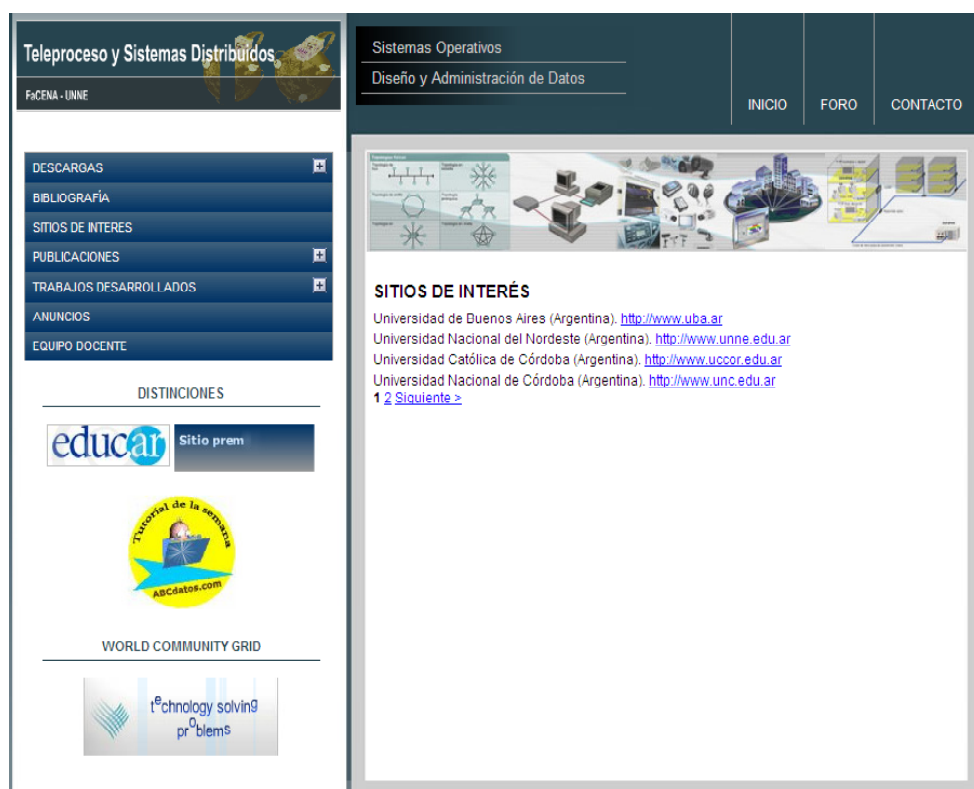 Teleproceso y Sistemas Distribuidos
FaCENA - UNNE
Sistemas Operativos
Diseño y Administración de Datos
INICIO
FORO
CONTACTO
DESCARGAS
BIBLIOGRAFÍA
SITIOS DE INTERES
PUBLICACIONES
TRABAJOS DESARROLLADOS
ANUNCIOS
EQUIPO DOCENTE
DISTINCIONES
educar
Sitio prem
Tutorial de la semana
ABCdatos.com
WORLD COMMUNITY GRID
technology solving
problems
SITIOS DE INTERÉS
Universidad de Buenos Aires (Argentina). http://www.uba.ar
Universidad Nacional del Nordeste (Argentina). http://www.unne.edu.ar
Universidad Católica de Córdoba (Argentina). http://www.uccor.edu.ar
Universidad Nacional de Córdoba (Argentina). http://www.unc.edu.ar
1 2 Siguiente >